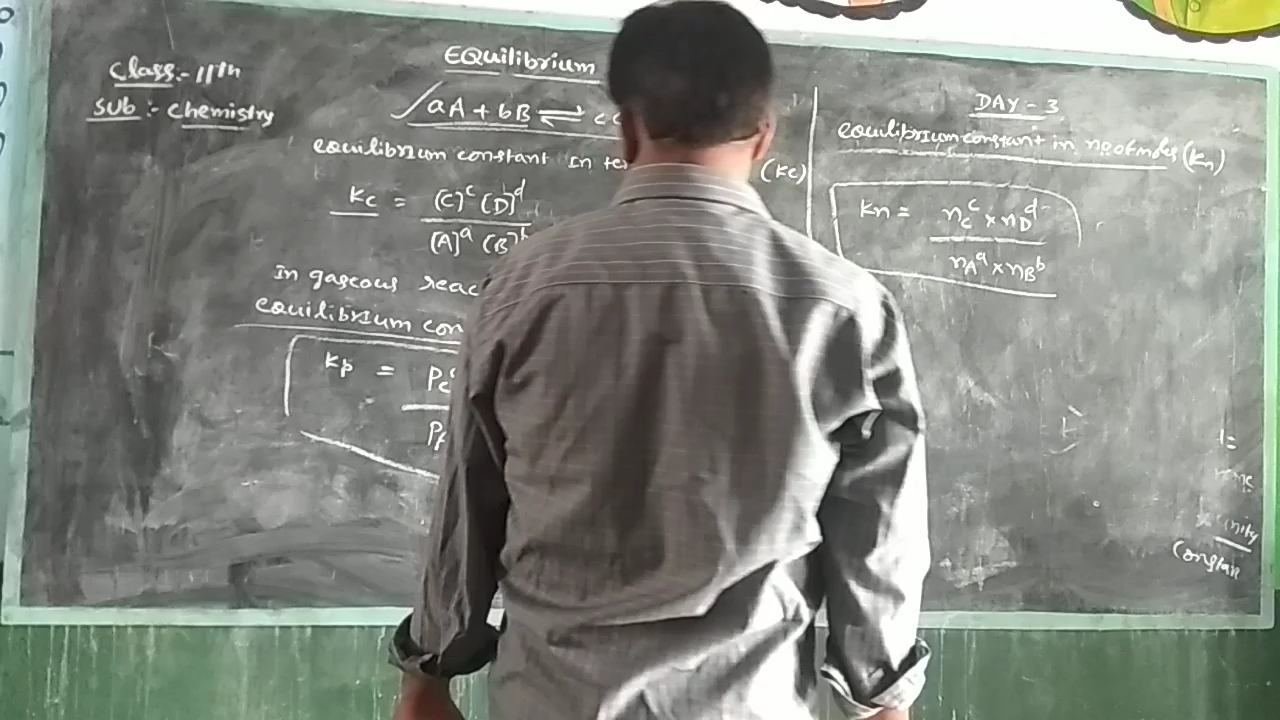 Class:- 11th
Sub :- Chemistry
EQuilibrium
aA + bB ⇌ cC
equilibrium constant in te
(Kc)
Kc = [C]^c [D]^d
[A]^a [B]^b
In gaseous reac
equilibrium con
Kp = Pc^c
P
DAY - 3
equilibrium constant in no of moles (Kn)
Kn = n_C^c × n_D^d
n_A^a × n_B^b